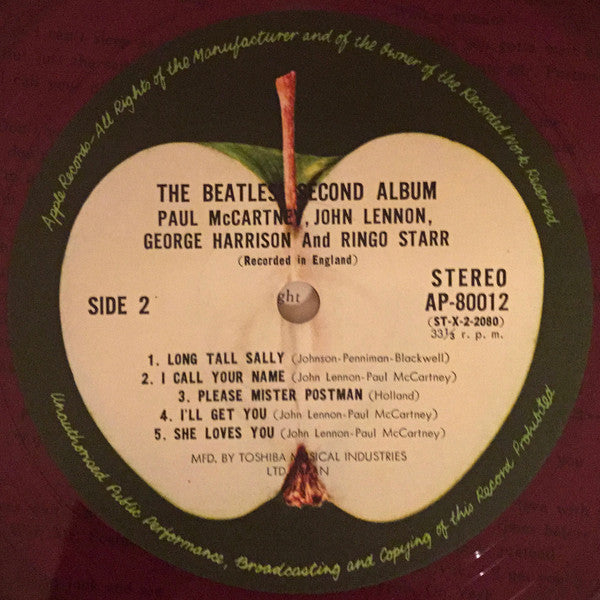 Apple Records—All Rights of the Manufacturer and of the Owner of the Recorded Work Reserved
THE BEATLES SECOND ALBUM
PAUL McCARTNEY, JOHN LENNON,
GEORGE HARRISON And RINGO STARR
(Recorded in England)
SIDE 2
STEREO
AP-80012
(ST-X-2-2080)
33⅓ r. p. m.
ght
1. LONG TALL SALLY (Johnson-Penniman-Blackwell)
2. I CALL YOUR NAME (John Lennon-Paul McCartney)
3. PLEASE MISTER POSTMAN (Holland)
4. I'LL GET YOU (John Lennon-Paul McCartney)
5. SHE LOVES YOU (John Lennon-Paul McCartney)
MFD. BY TOSHIBA MUSICAL INDUSTRIES
LTD. JAPAN
Unauthorised Public Performance, Broadcasting and Copying of this Record Prohibited